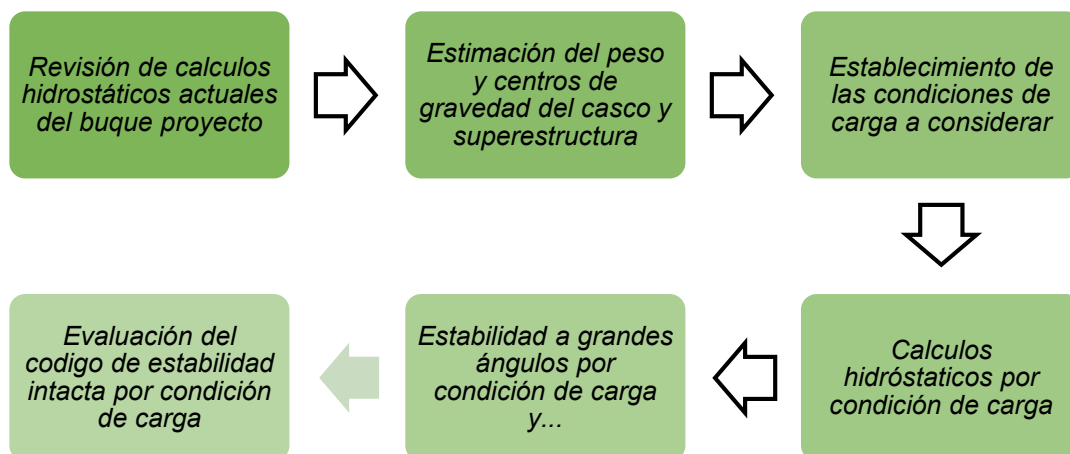 Revisión de calculos
hidrostáticos actuales
del buque proyecto
Estimación del peso
y centros de
gravedad del casco y
superestructura
Establecimiento de
las condiciones de
carga a considerar
Calculos
hidróstaticos por
condición de carga
Estabilidad a grandes
ángulos por
condición de carga
y...
Evaluación del
codigo de estabilidad
intacta por condición
de carga